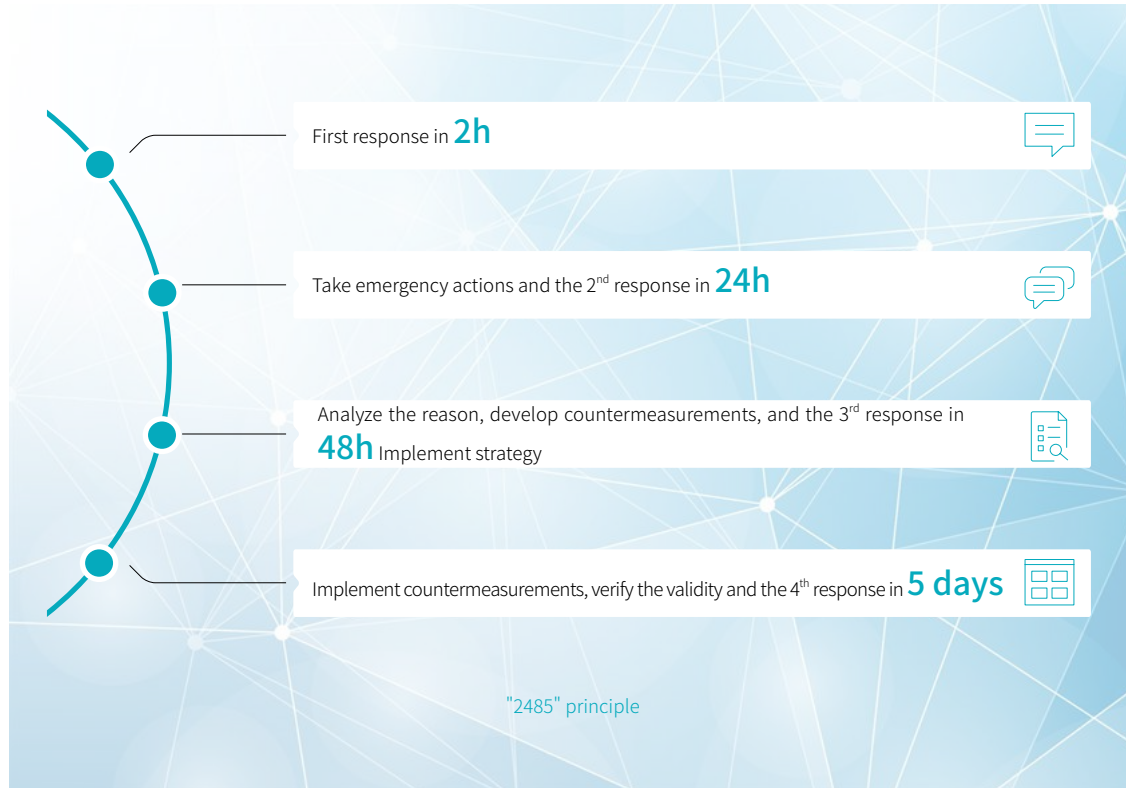 First response in 2h
Take emergency actions and the 2nd response in 24h
Analyze the reason, develop countermeasurements, and the 3rd response in
48h Implement strategy
Implement countermeasurements, verify the validity and the 4th response in 5 days
"2485" principle